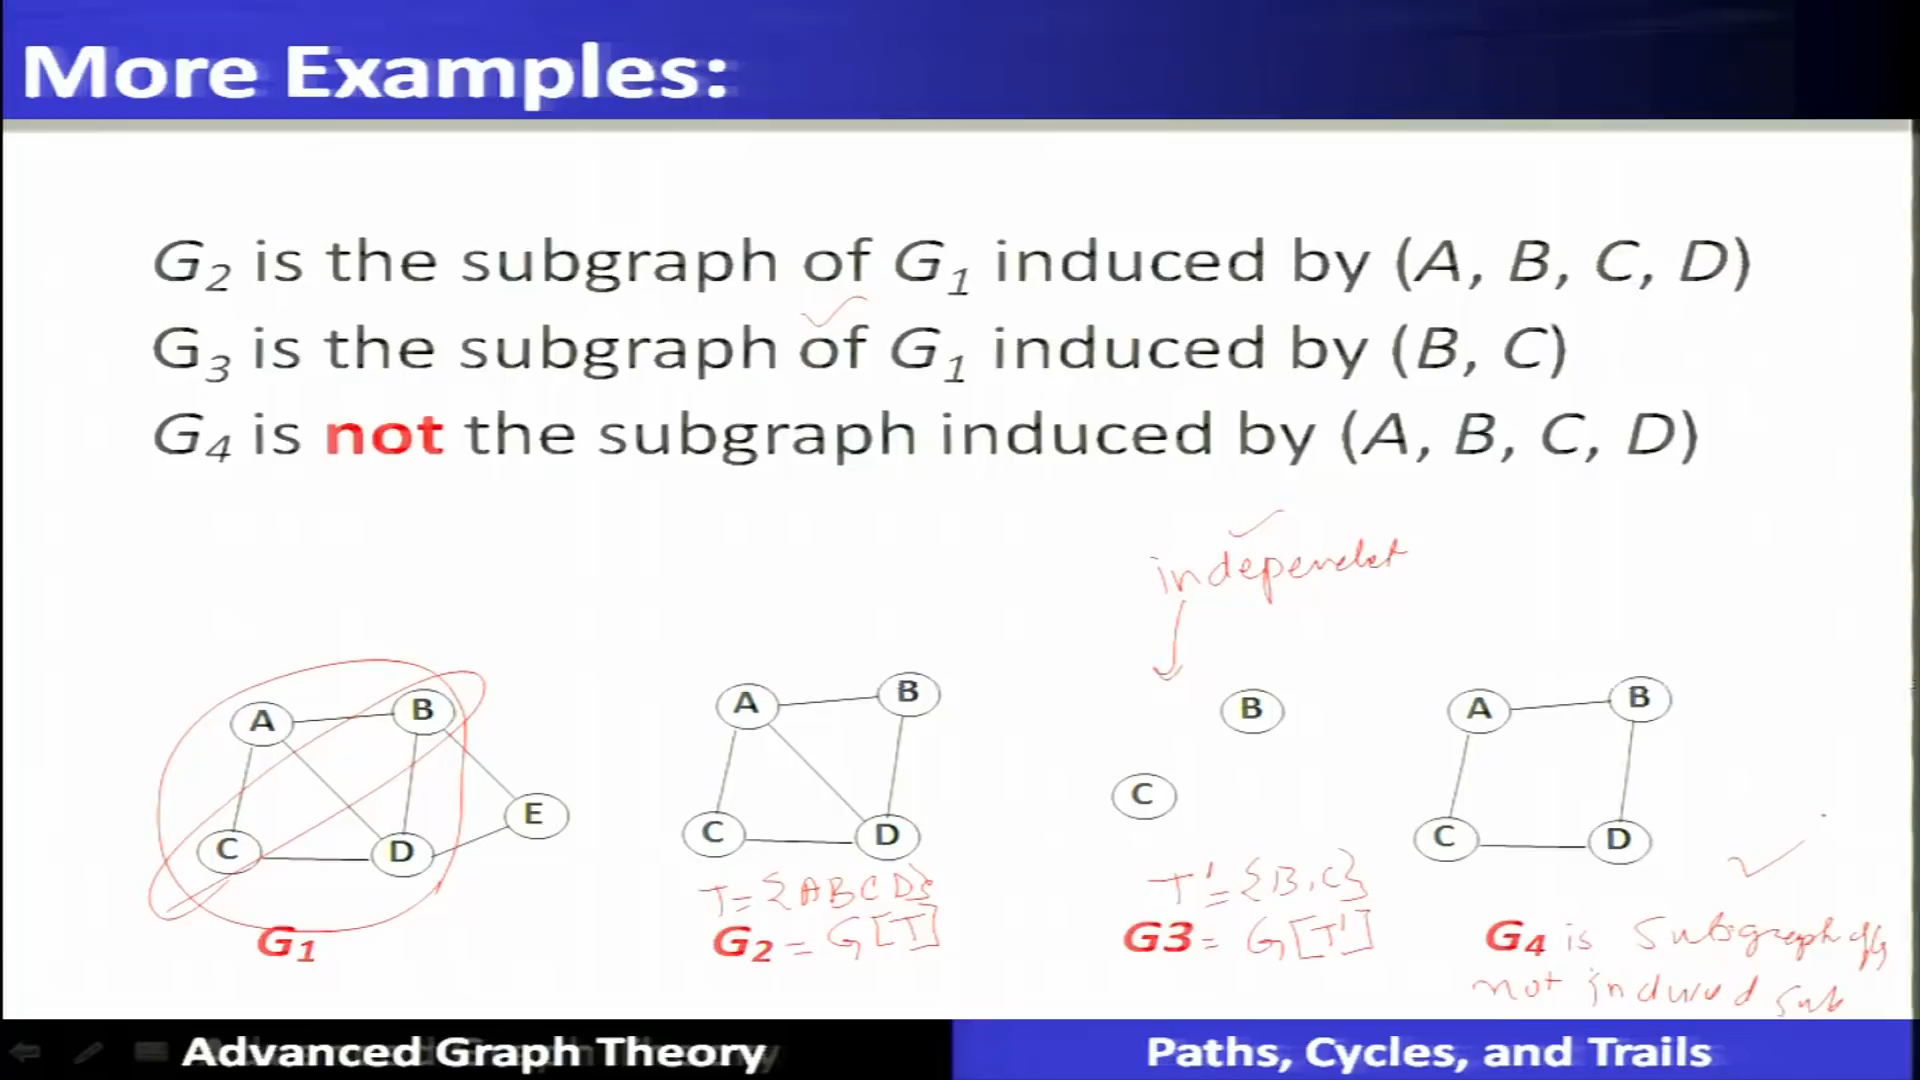 More Examples:
G2 is the subgraph of G1 induced by (A, B, C, D)
G3 is the subgraph of G1 induced by (B, C)
G4 is not the subgraph induced by (A, B, C, D)
independet
A B C D E
A B C D
B C
A B C D
T = {A B C D}
T' = {B, C}
G1
G2 = G[T]
G3 = G[T']
G4 is Subgraph of G
not induced sub
Advanced Graph Theory
Paths, Cycles, and Trails